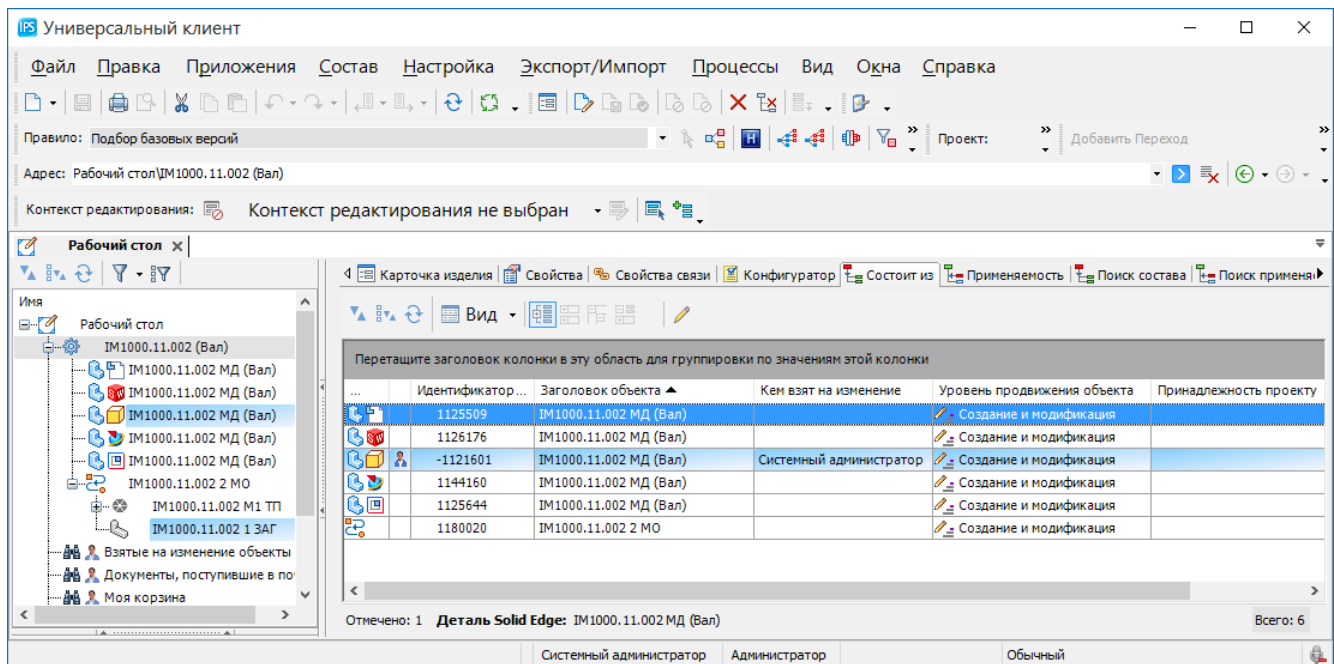 IPS Универсальный клиент
Файл Правка Приложения Состав Настройка Экспорт/Импорт Процессы Вид Окна Справка
Правило: Подбор базовых версий Проект: Добавить Переход
Адрес: Рабочий стол\IM1000.11.002 (Вал)
Контекст редактирования: Контекст редактирования не выбран
Рабочий стол
Карточка изделия Свойства Свойства связи Конфигуратор Состоит из Применяемость Поиск состава Поиск применя
Вид
Имя
Рабочий стол
IM1000.11.002 (Вал)
IM1000.11.002 МД (Вал)
IM1000.11.002 МД (Вал)
IM1000.11.002 МД (Вал)
IM1000.11.002 МД (Вал)
IM1000.11.002 МД (Вал)
IM1000.11.002 2 МО
IM1000.11.002 М1 ТП
IM1000.11.002 1 ЗАГ
Взятые на изменение объекты
Документы, поступившие в по
Моя корзина
Перетащите заголовок колонки в эту область для группировки по значениям этой колонки
... Идентификатор... Заголовок объекта Кем взят на изменение Уровень продвижения объекта Принадлежность проекту
1125509 IM1000.11.002 МД (Вал) Создание и модификация
SW 1126176 IM1000.11.002 МД (Вал) Создание и модификация
-1121601 IM1000.11.002 МД (Вал) Системный администратор Создание и модификация
1144160 IM1000.11.002 МД (Вал) Создание и модификация
1125644 IM1000.11.002 МД (Вал) Создание и модификация
1180020 IM1000.11.002 2 МО Создание и модификация
Отмечено: 1 Деталь Solid Edge: IM1000.11.002 МД (Вал) Всего: 6
Системный администратор Администратор Обычный